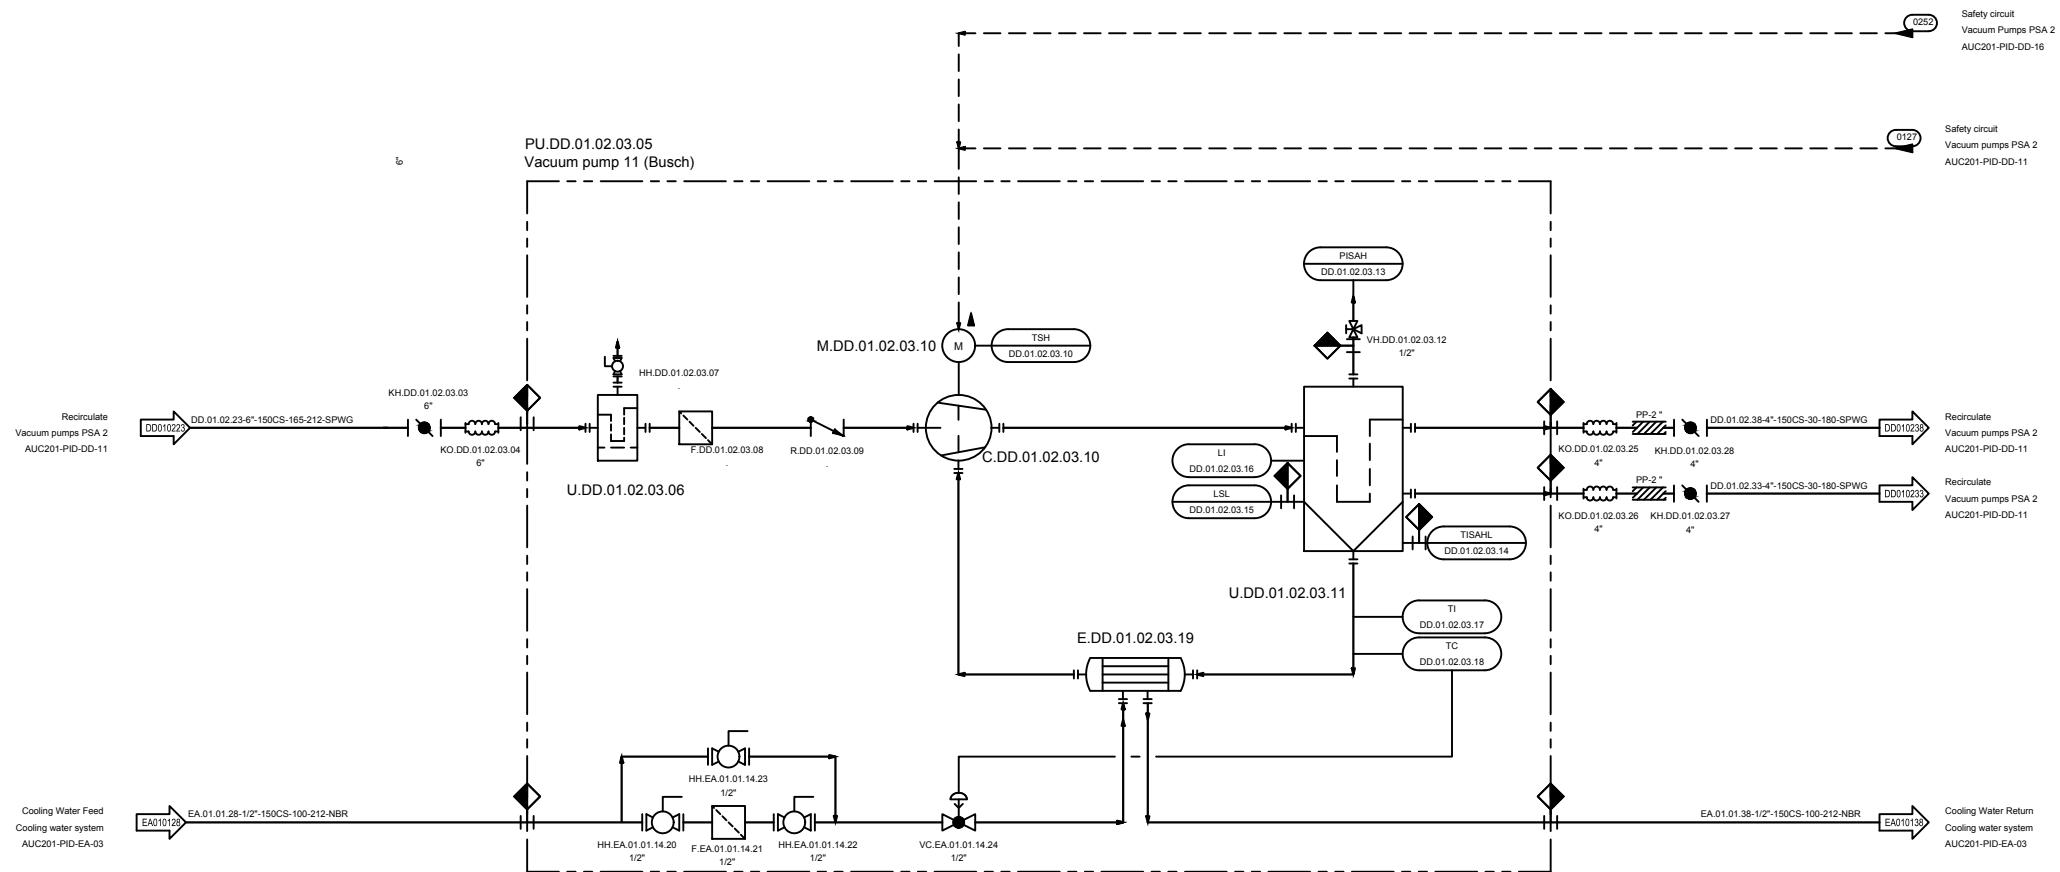 0252
Safety circuit
Vacuum Pumps PSA 2
AUC201-PID-DD-16
0127
Safety circuit
Vacuum pumps PSA 2
AUC201-PID-DD-11
PU.DD.01.02.03.05
Vacuum pump 11 (Busch)
PISAH
DD.01.02.03.13
VH.DD.01.02.03.12
1/2"
M.DD.01.02.03.10
M
TSH
DD.01.02.03.10
HH.DD.01.02.03.07
.
KH.DD.01.02.03.03
6"
Recirculate
Vacuum pumps PSA 2
AUC201-PID-DD-11
DD010223
DD.01.02.23-6"-150CS-165-212-SPWG
KO.DD.01.02.03.04
6"
U.DD.01.02.03.06
F.DD.01.02.03.08
.
R.DD.01.02.03.09
.
C.DD.01.02.03.10
LI
DD.01.02.03.16
LSL
DD.01.02.03.15
TISAHL
DD.01.02.03.14
PP-2 "
DD.01.02.38-4"-150CS-30-180-SPWG
DD010238
KO.DD.01.02.03.25
4"
KH.DD.01.02.03.28
4"
Recirculate
Vacuum pumps PSA 2
AUC201-PID-DD-11
PP-2 "
DD.01.02.33-4"-150CS-30-180-SPWG
DD010233
KO.DD.01.02.03.26
4"
KH.DD.01.02.03.27
4"
Recirculate
Vacuum pumps PSA 2
AUC201-PID-DD-11
U.DD.01.02.03.11
TI
DD.01.02.03.17
TC
DD.01.02.03.18
E.DD.01.02.03.19
HH.EA.01.01.14.23
1/2"
Cooling Water Feed
Cooling water system
AUC201-PID-EA-03
EA010128
EA.01.01.28-1/2"-150CS-100-212-NBR
HH.EA.01.01.14.20
1/2"
F.EA.01.01.14.21
1/2"
HH.EA.01.01.14.22
1/2"
VC.EA.01.01.14.24
1/2"
EA.01.01.38-1/2"-150CS-100-212-NBR
EA010138
Cooling Water Return
Cooling water system
AUC201-PID-EA-03